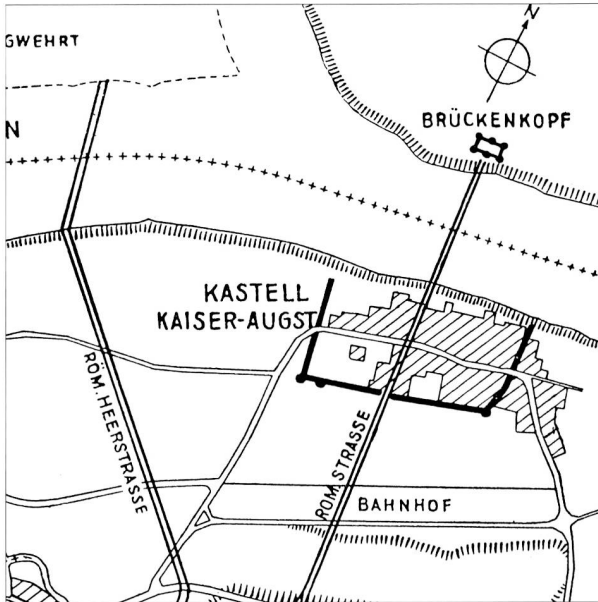 GWEHRT
N
N
BRÜCKENKOPF
KASTELL
KAISER-AUGST
RÖM. HEERSTRASSE
RÖM. STRASSE
BAHNHOF